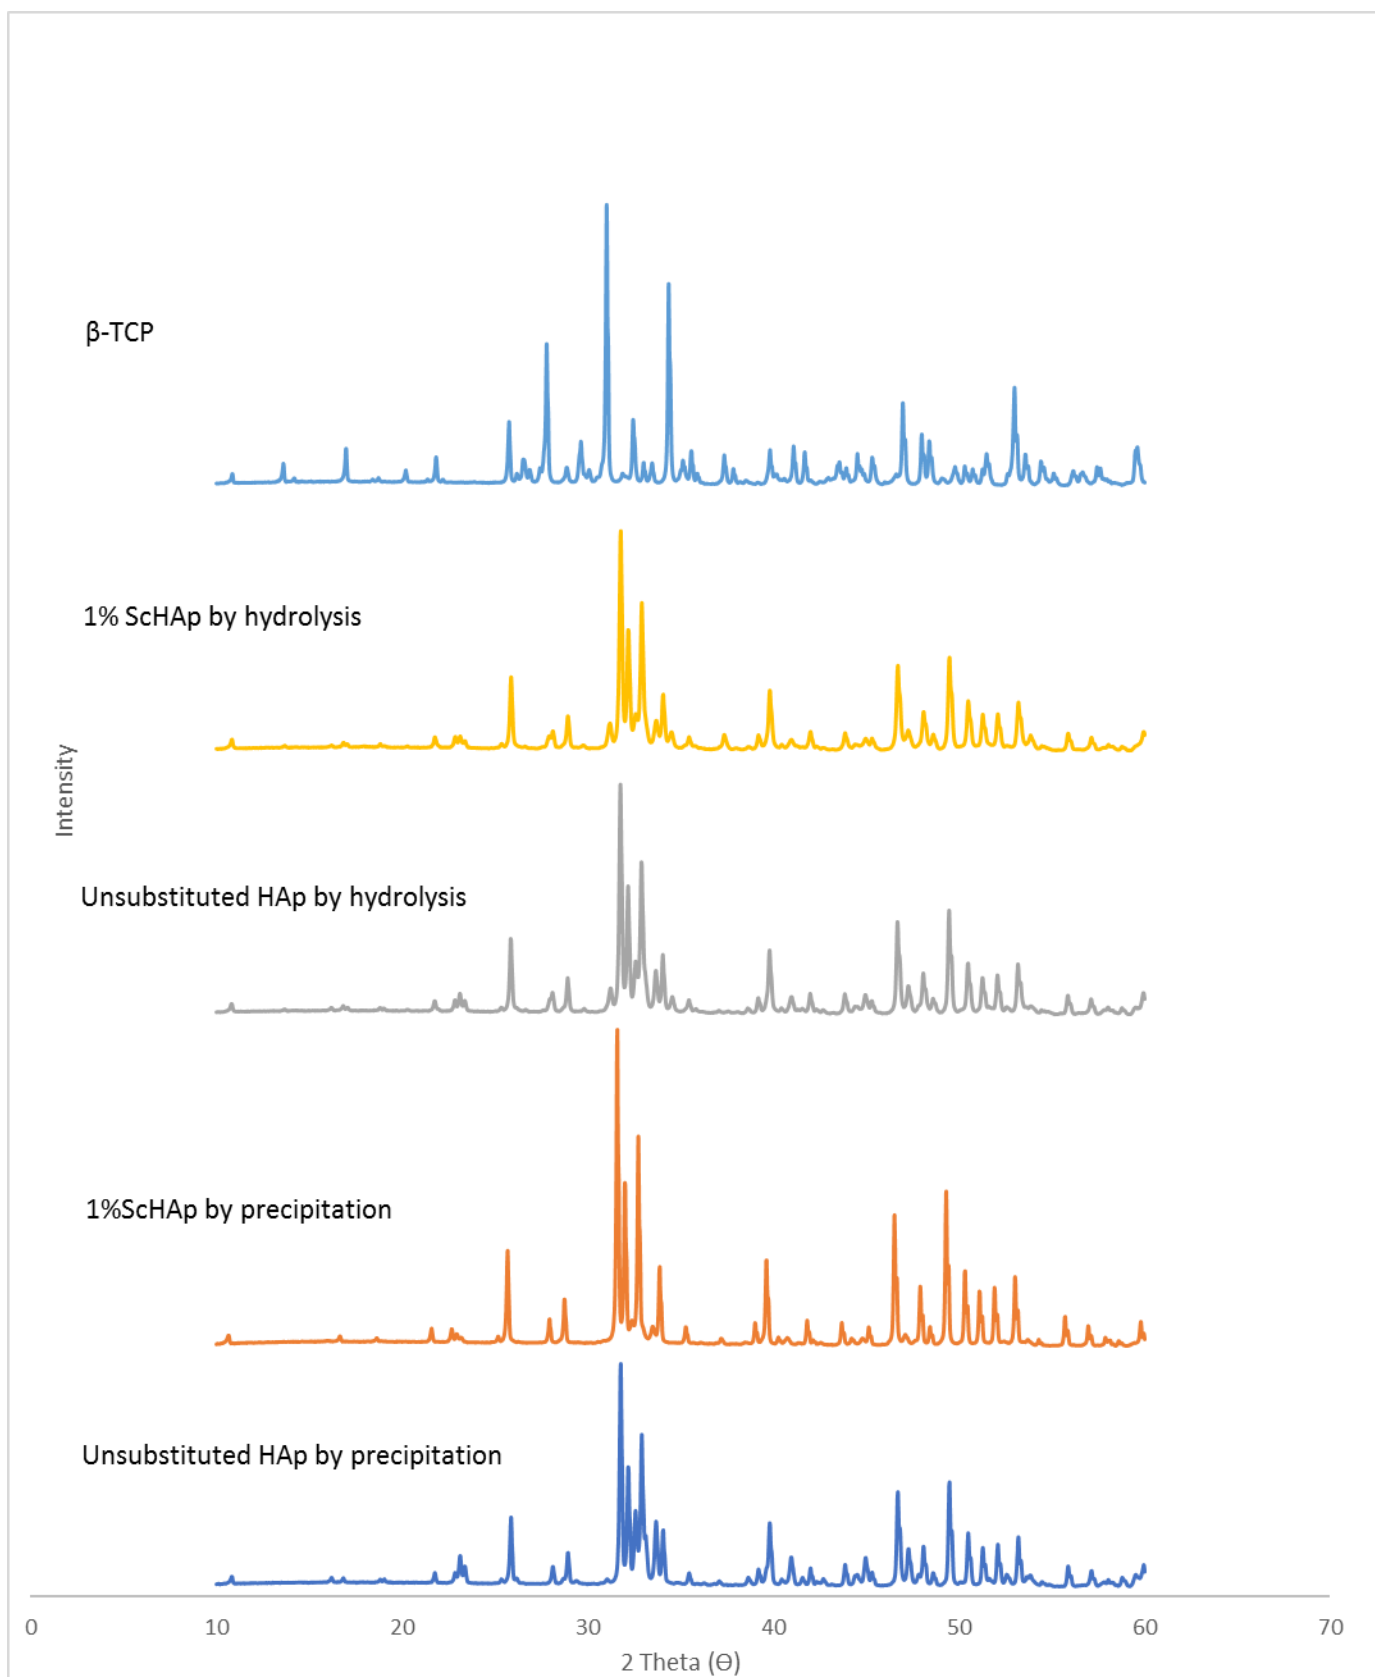 β-TCP
1% ScHAp by hydrolysis
Intensity
Unsubstituted HAp by hydrolysis
1%ScHAp by precipitation
Unsubstituted HAp by precipitation
0 10 20 30 40 50 60 70
2 Theta (Θ)